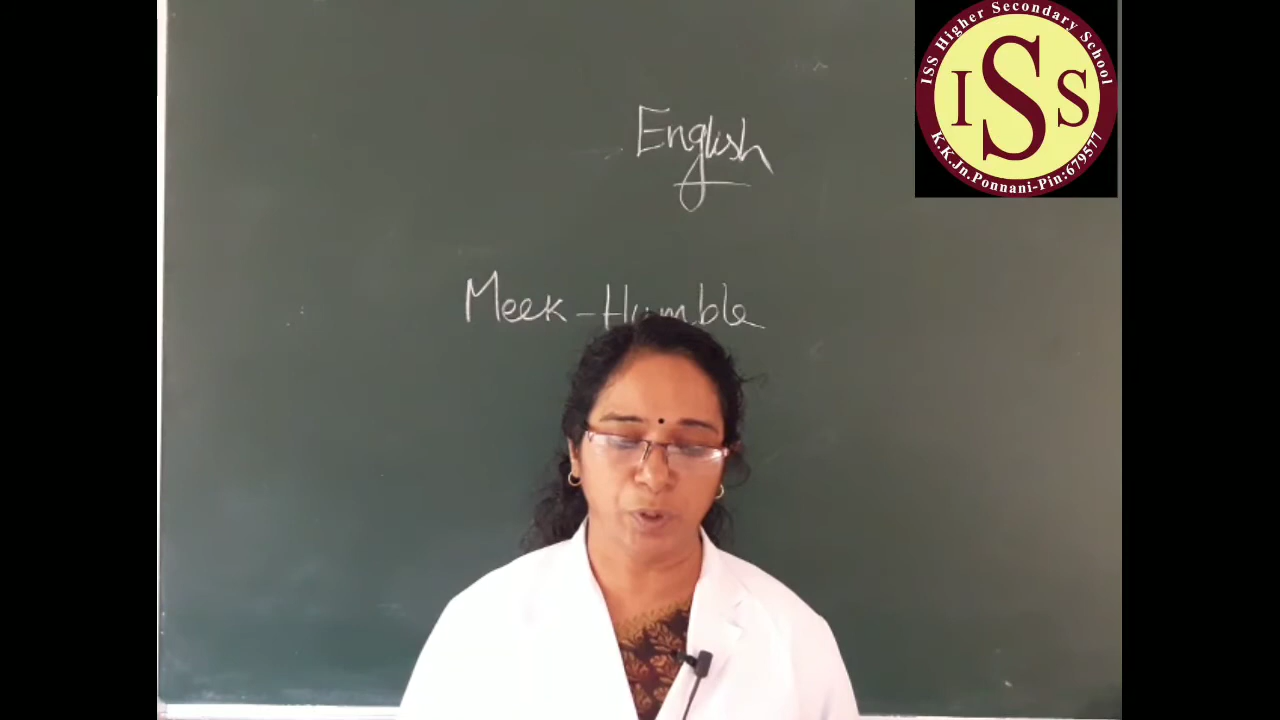 English
Meek - Humble
ISS Higher Secondary School
ISS
K.K.Jn.Ponnani-Pin:679577